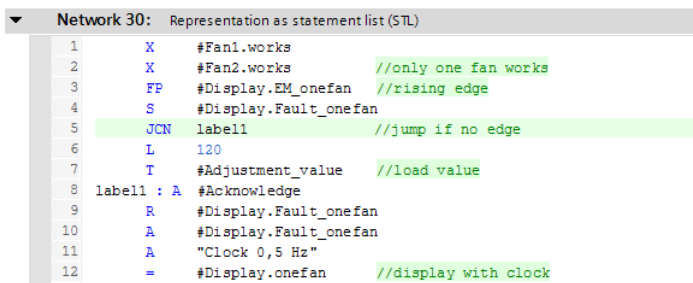 Network 30: Representation as statement list (STL)
1 X #Fan1.works
2 X #Fan2.works //only one fan works
3 FP #Display.EM_onefan //rising edge
4 S #Display.Fault_onefan
5 JCN label1 //jump if no edge
6 L 120
7 T #Adjustment_value //load value
8 label1 : A #Acknowledge
9 R #Display.Fault_onefan
10 A #Display.Fault_onefan
11 A "Clock 0,5 Hz"
12 = #Display.onefan //display with clock